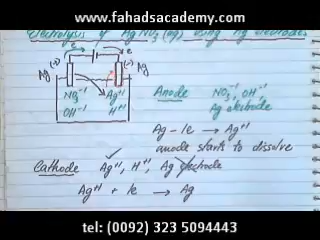 www.fahadsacademy.com
Electrolysis of AgNO3(aq) using Ag electrodes
e e
(+) (-)
Ag Ag
NO3⁻¹ Ag⁺¹
OH⁻¹ H⁺¹
Anode NO3⁻¹, OH⁻¹
Ag electrode
Ag - 1e → Ag⁺¹
anode starts to dissolve
Cathode Ag⁺¹, H⁺¹, Ag electrode
Ag⁺¹ + 1e → Ag
tel: (0092) 323 5094443